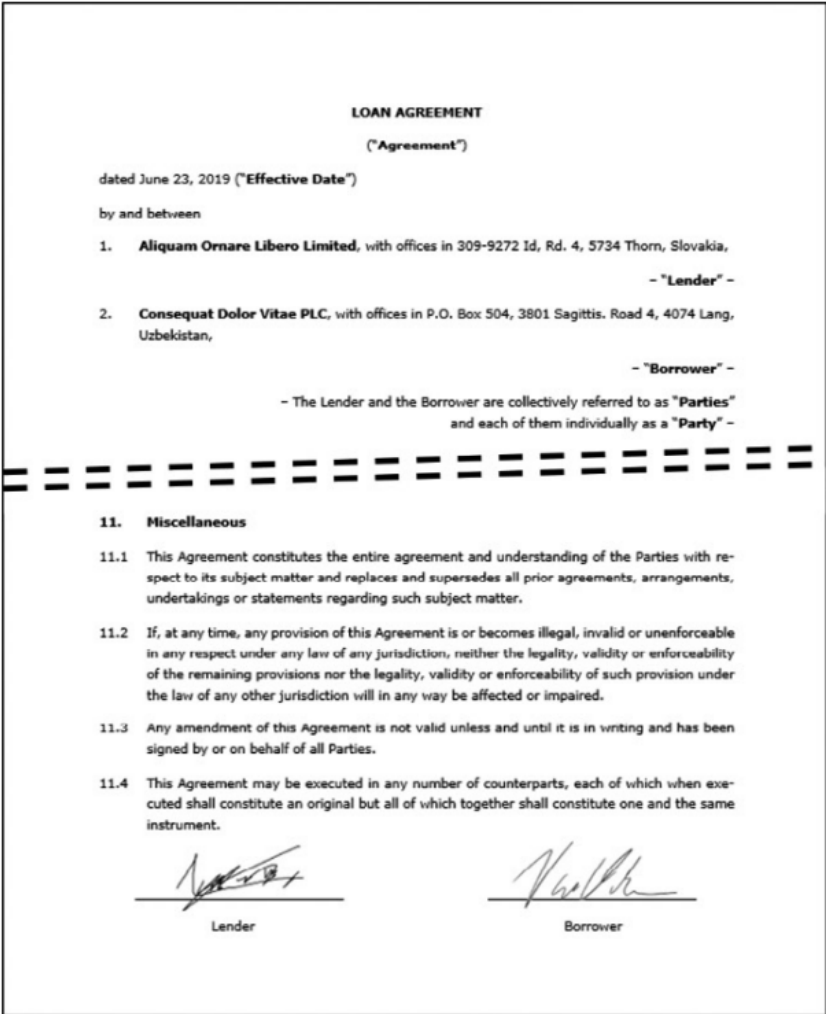 LOAN AGREEMENT
("Agreement")
dated June 23, 2019 ("Effective Date")
by and between
1. Aliquam Ornare Libero Limited, with offices in 309-9272 Id, Rd. 4, 5734 Thorn, Slovakia,
– "Lender" –
2. Consequat Dolor Vitae PLC, with offices in P.O. Box 504, 3801 Sagittis. Road 4, 4074 Lang,
Uzbekistan,
– "Borrower" –
– The Lender and the Borrower are collectively referred to as "Parties"
and each of them individually as a "Party" –
11. Miscellaneous
11.1 This Agreement constitutes the entire agreement and understanding of the Parties with re-
spect to its subject matter and replaces and supersedes all prior agreements, arrangements,
undertakings or statements regarding such subject matter.
11.2 If, at any time, any provision of this Agreement is or becomes illegal, invalid or unenforceable
in any respect under any law of any jurisdiction, neither the legality, validity or enforceability
of the remaining provisions nor the legality, validity or enforceability of such provision under
the law of any other jurisdiction will in any way be affected or impaired.
11.3 Any amendment of this Agreement is not valid unless and until it is in writing and has been
signed by or on behalf of all Parties.
11.4 This Agreement may be executed in any number of counterparts, each of which when exe-
cuted shall constitute an original but all of which together shall constitute one and the same
instrument.
Lender
Borrower